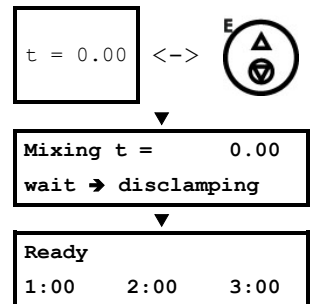 E
t = 0.00 <->
Mixing t = 0.00
wait ➔ disclamping
Ready
1:00 2:00 3:00